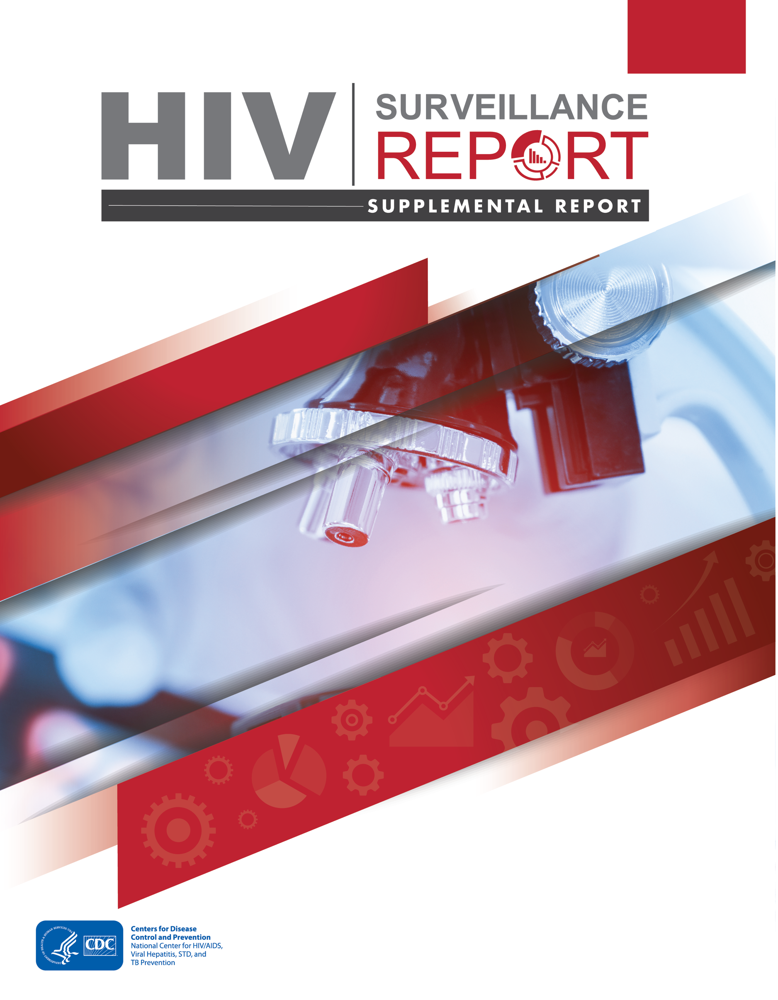 HIV
SURVEILLANCE
REPORT
SUPPLEMENTAL REPORT
DEPARTMENT OF HEALTH & HUMAN SERVICES·USA
CDC
Centers for Disease
Control and Prevention
National Center for HIV/AIDS,
Viral Hepatitis, STD, and
TB Prevention